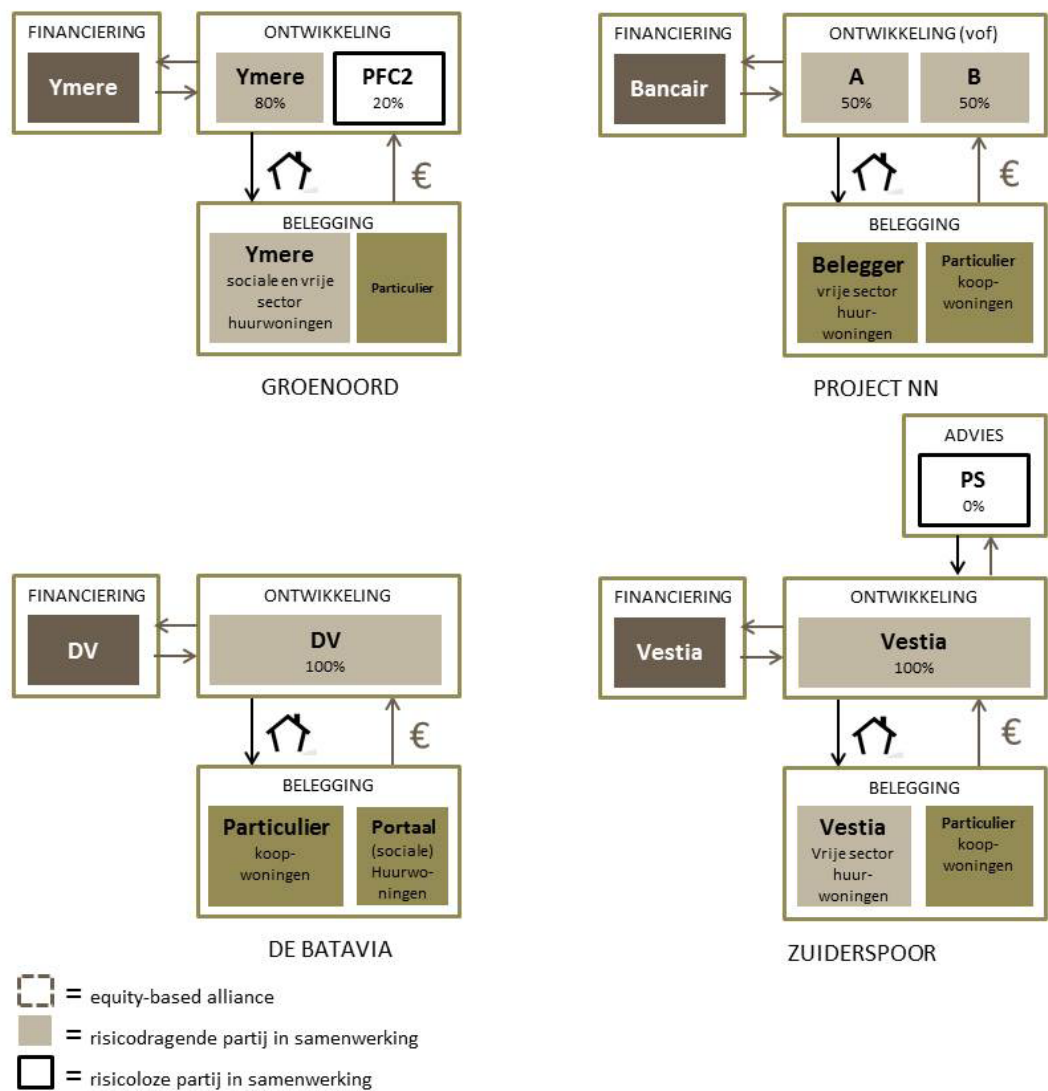 FINANCIERING
Ymere
ONTWIKKELING
Ymere
80%
PFC2
20%
€
BELEGGING
Ymere
sociale en vrije
sector
huurwoningen
Particulier
GROENOORD
FINANCIERING
Bancair
ONTWIKKELING (vof)
A
50%
B
50%
€
BELEGGING
Belegger
vrije sector
huur-
woningen
Particulier
koop-
woningen
PROJECT NN
FINANCIERING
DV
ONTWIKKELING
DV
100%
€
BELEGGING
Particulier
koop-
woningen
Portaal
(sociale)
Huurwo-
ningen
DE BATAVIA
ADVIES
PS
0%
FINANCIERING
Vestia
ONTWIKKELING
Vestia
100%
€
BELEGGING
Vestia
Vrije sector
huur-
woningen
Particulier
koop-
woningen
ZUIDERSPOOR
= equity-based alliance
= risicodragende partij in samenwerking
= risicoloze partij in samenwerking